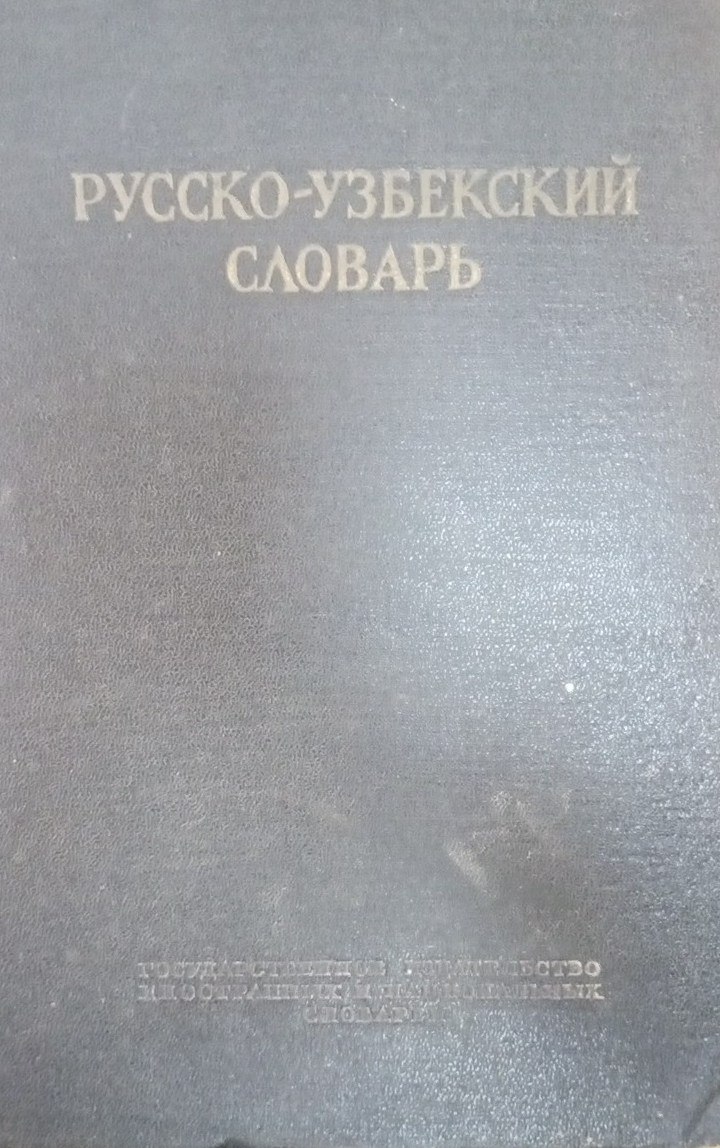 РУССКО-УЗБЕКСКИЙ
СЛОВАРЬ
ГОСУДАРСТВЕННОЕ ИЗДАТЕЛЬСТВО
ИНОСТРАННЫХ И НАЦИОНАЛЬНЫХ
СЛОВАРЕЙ